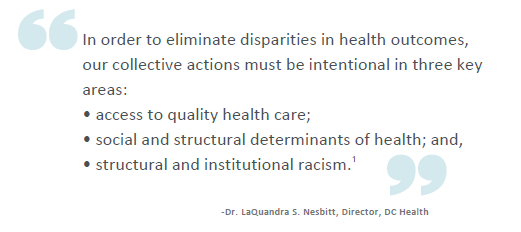 In order to eliminate disparities in health outcomes,
our collective actions must be intentional in three key
areas:
• access to quality health care;
• social and structural determinants of health; and,
• structural and institutional racism.¹
-Dr. LaQuandra S. Nesbitt, Director, DC Health